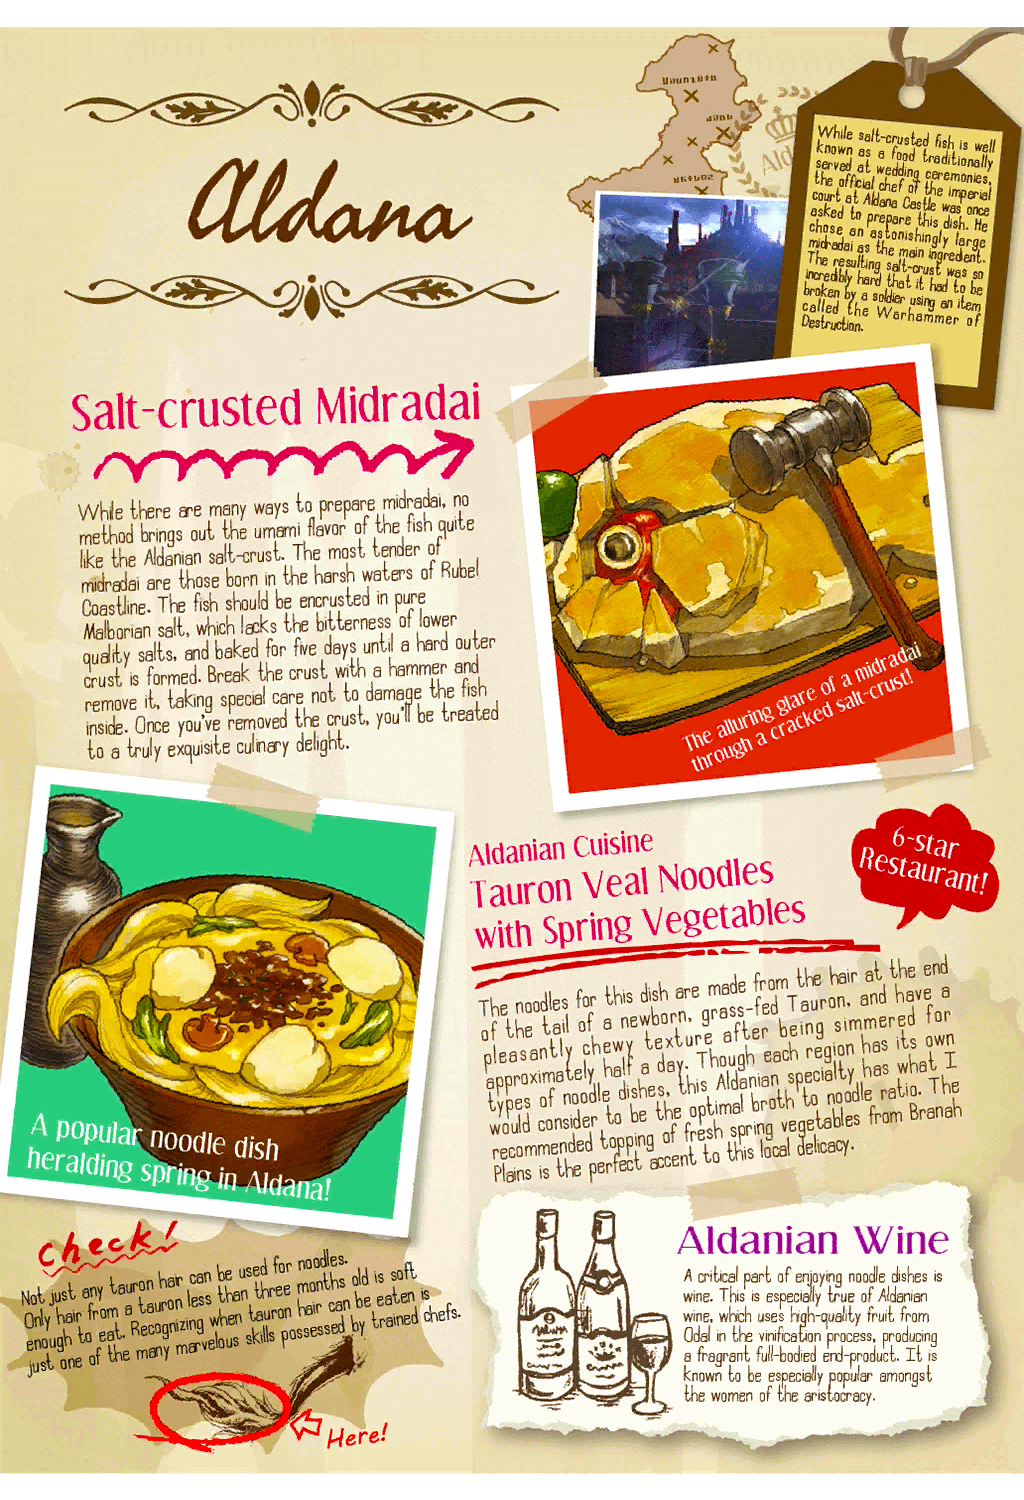 Aldana
While salt-crusted fish is well
known as a food traditionally
served at wedding ceremonies,
the official chef of the imperial
court at Aldana Castle was once
asked to prepare this dish. He
chose an astonishingly large
midradai as the main ingredient.
The resulting salt-crust was so
incredibly hard that it had to be
broken by a soldier using an item
called the Warhammer of
Destruction.
Salt-crusted Midradai
While there are many ways to prepare midradai, no
method brings out the umami flavor of the fish quite
like the Aldanian salt-crust. The most tender of
midradai are those born in the harsh waters of Rubel
Coastline. The fish should be encrusted in pure
Malborian salt, which lacks the bitterness of lower
quality salts, and baked for five days until a hard outer
crust is formed. Break the crust with a hammer and
remove it, taking special care not to damage the fish
inside. Once you've removed the crust, you'll be treated
to a truly exquisite culinary delight.
The alluring glare of a midradai
through a cracked salt-crust!
Aldanian Cuisine
Tauron Veal Noodles
with Spring Vegetables
6-star
Restaurant!
The noodles for this dish are made from the hair at the end
of the tail of a newborn, grass-fed Tauron, and have a
pleasantly chewy texture after being simmered for
approximately half a day. Though each region has its own
types of noodle dishes, this Aldanian specialty has what I
would consider to be the optimal broth to noodle ratio. The
recommended topping of fresh spring vegetables from Branah
Plains is the perfect accent to this local delicacy.
A popular noodle dish
heralding spring in Aldana!
Check!
Not just any tauron hair can be used for noodles.
Only hair from a tauron less than three months old is soft
enough to eat. Recognizing when tauron hair can be eaten is
just one of the many marvelous skills possessed by trained chefs.
Here!
Aldanian Wine
A critical part of enjoying noodle dishes is
wine. This is especially true of Aldanian
wine, which uses high-quality fruit from
Odal in the vinification process, producing
a fragrant full-bodied end-product. It is
known to be especially popular amongst
the women of the aristocracy.